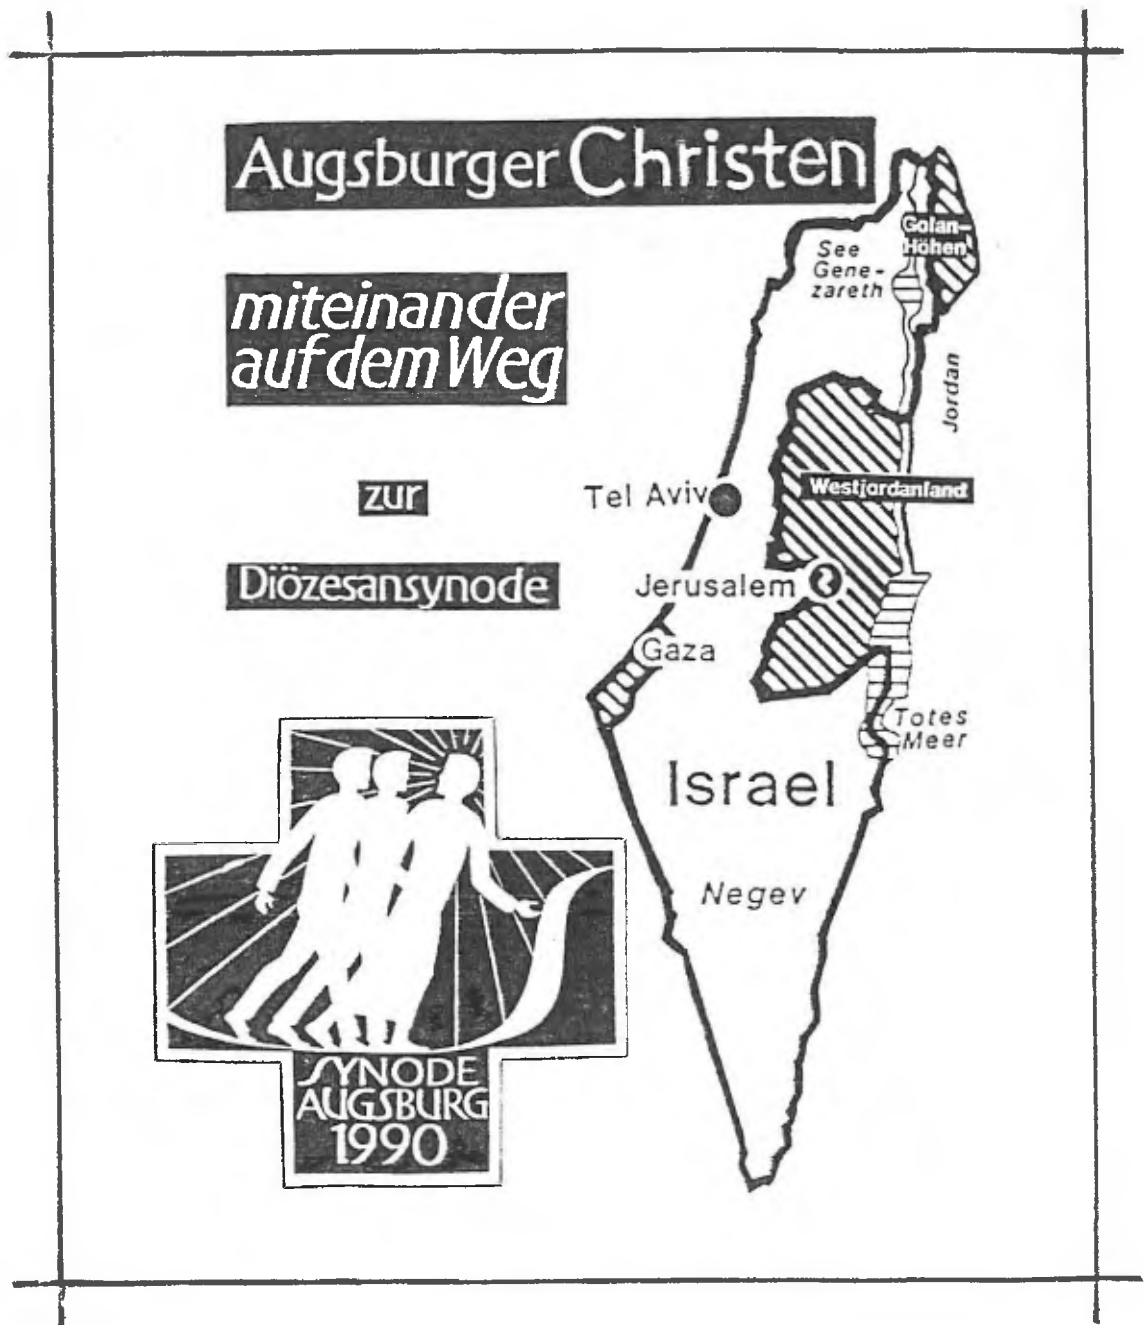 Augsburger Christen
miteinander
auf dem Weg
zur
Diözesansynode
SYNODE
AUGSBURG
1990
Golan-
Höhen
See
Gene-
zareth
Jordan
Westjordanland
Tel Aviv
Jerusalem
Gaza
Totes
Meer
Israel
Negev